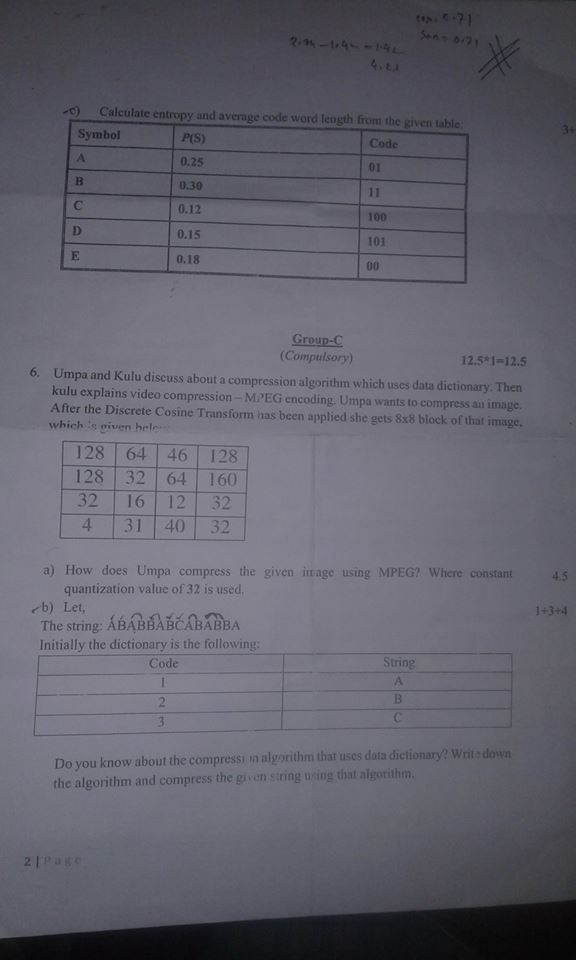 San = 0.71
c) Calculate entropy and average code word length from the given table:
3+
Symbol P(S) Code
A 0.25 01
B 0.30 11
C 0.12 100
D 0.15 101
E 0.18 00
Group-C
(Compulsory) 12.5*1=12.5
6. Umpa and Kulu discuss about a compression algorithm which uses data dictionary. Then
kulu explains video compression – MPEG encoding. Umpa wants to compress an image.
After the Discrete Cosine Transform has been applied she gets 8x8 block of that image,
which is given below
128 64 46 128
128 32 64 160
32 16 12 32
4 31 40 32
a) How does Umpa compress the given image using MPEG? Where constant 4.5
quantization value of 32 is used.
b) Let, 1+3+4
The string: ABABBABCABABBA
Initially the dictionary is the following:
Code String
1 A
2 B
3 C
Do you know about the compression algorithm that uses data dictionary? Write down
the algorithm and compress the given string using that algorithm.
2 | Page